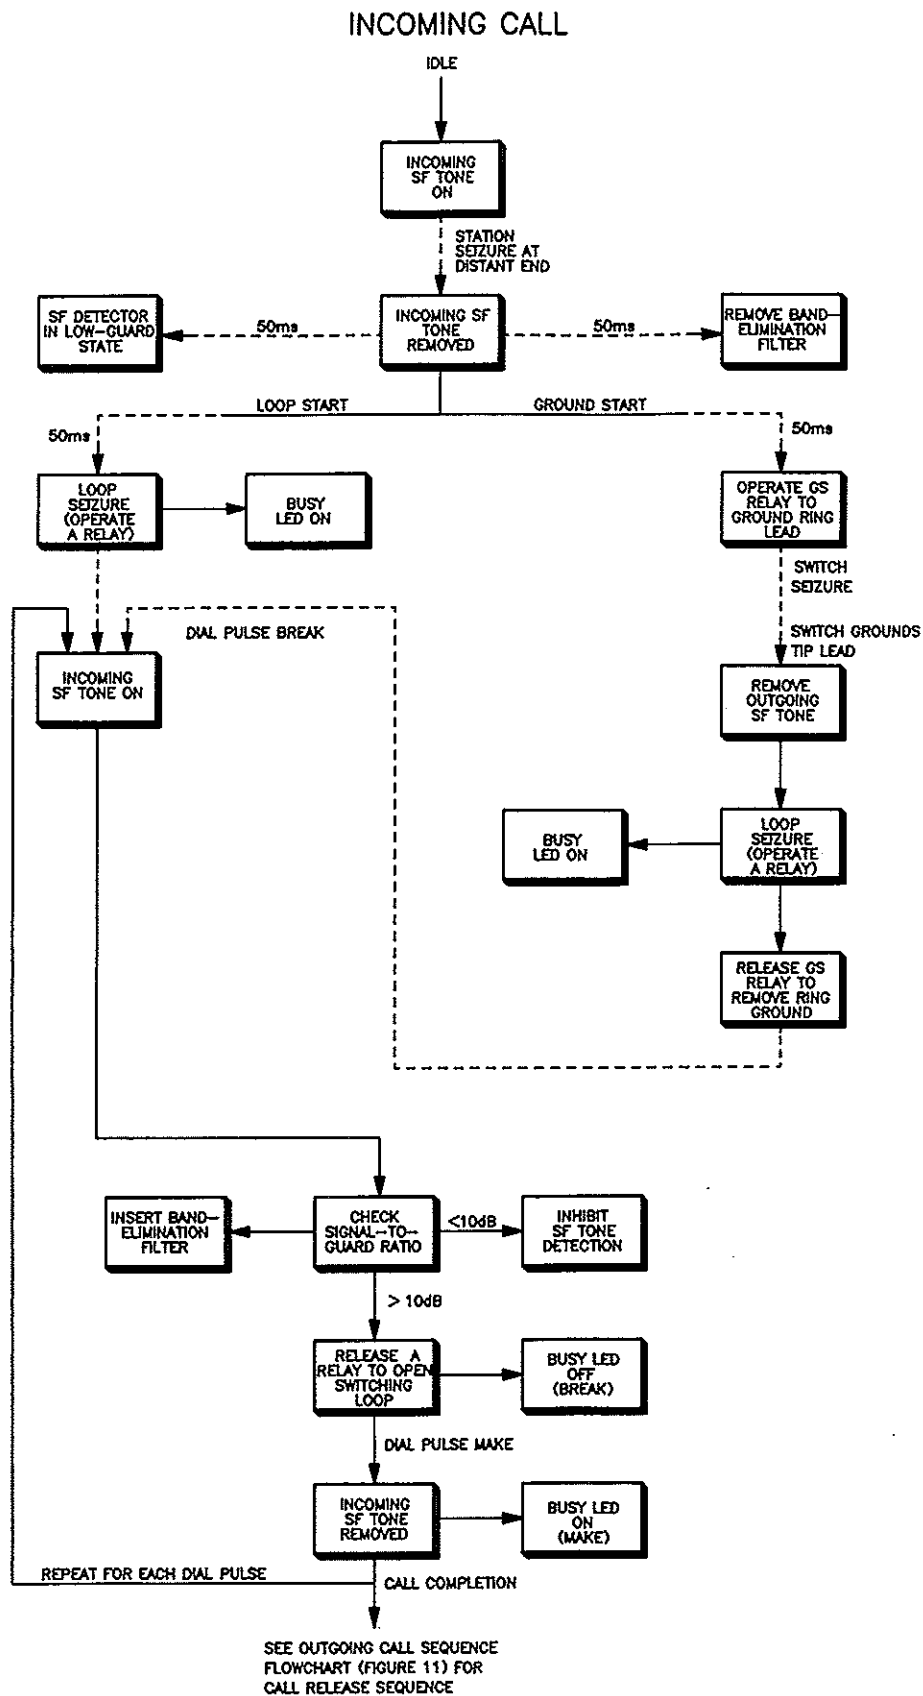 INCOMING CALL
IDLE
INCOMING
SF TONE
ON
STATION
SEIZURE AT
DISTANT END
SF DETECTOR
IN LOW-GUARD
STATE
50ms
INCOMING SF
TONE
REMOVED
50ms
REMOVE BAND-
ELIMINATION
FILTER
LOOP START
GROUND START
50ms
50ms
LOOP
SEIZURE
(OPERATE
A RELAY)
BUSY
LED ON
OPERATE GS
RELAY TO
GROUND RING
LEAD
SWITCH
SEIZURE
DIAL PULSE BREAK
SWITCH GROUNDS
TIP LEAD
INCOMING
SF TONE ON
REMOVE
OUTGOING
SF TONE
BUSY
LED ON
LOOP
SEIZURE
(OPERATE
A RELAY)
RELEASE GS
RELAY TO
REMOVE RING
GROUND
INSERT BAND-
ELIMINATION
FILTER
CHECK
SIGNAL-TO-
GUARD RATIO
<10dB
INHIBIT
SF TONE
DETECTION
> 10dB
RELEASE A
RELAY TO OPEN
SWITCHING
LOOP
BUSY LED
OFF
(BREAK)
DIAL PULSE MAKE
INCOMING
SF TONE
REMOVED
BUSY LED
ON
(MAKE)
REPEAT FOR EACH DIAL PULSE
CALL COMPLETION
SEE OUTGOING CALL SEQUENCE
FLOWCHART (FIGURE 11) FOR
CALL RELEASE SEQUENCE